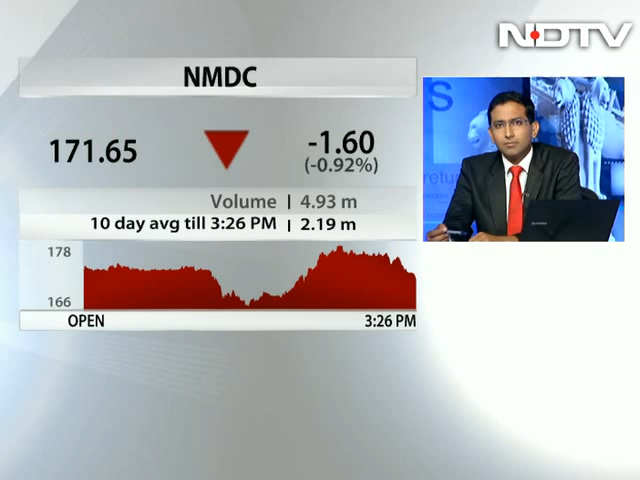 NDTV
NMDC
171.65
-1.60
(-0.92%)
Volume | 4.93 m
10 day avg till 3:26 PM | 2.19 m
178
166
OPEN 3:26 PM
S
retu